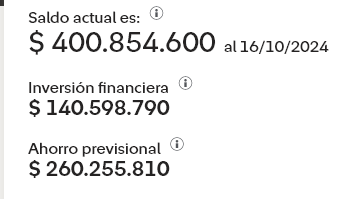 Saldo actual es:
$ 400.854.600 al 16/10/2024
Inversión financiera
$ 140.598.790
Ahorro previsional
$ 260.255.810